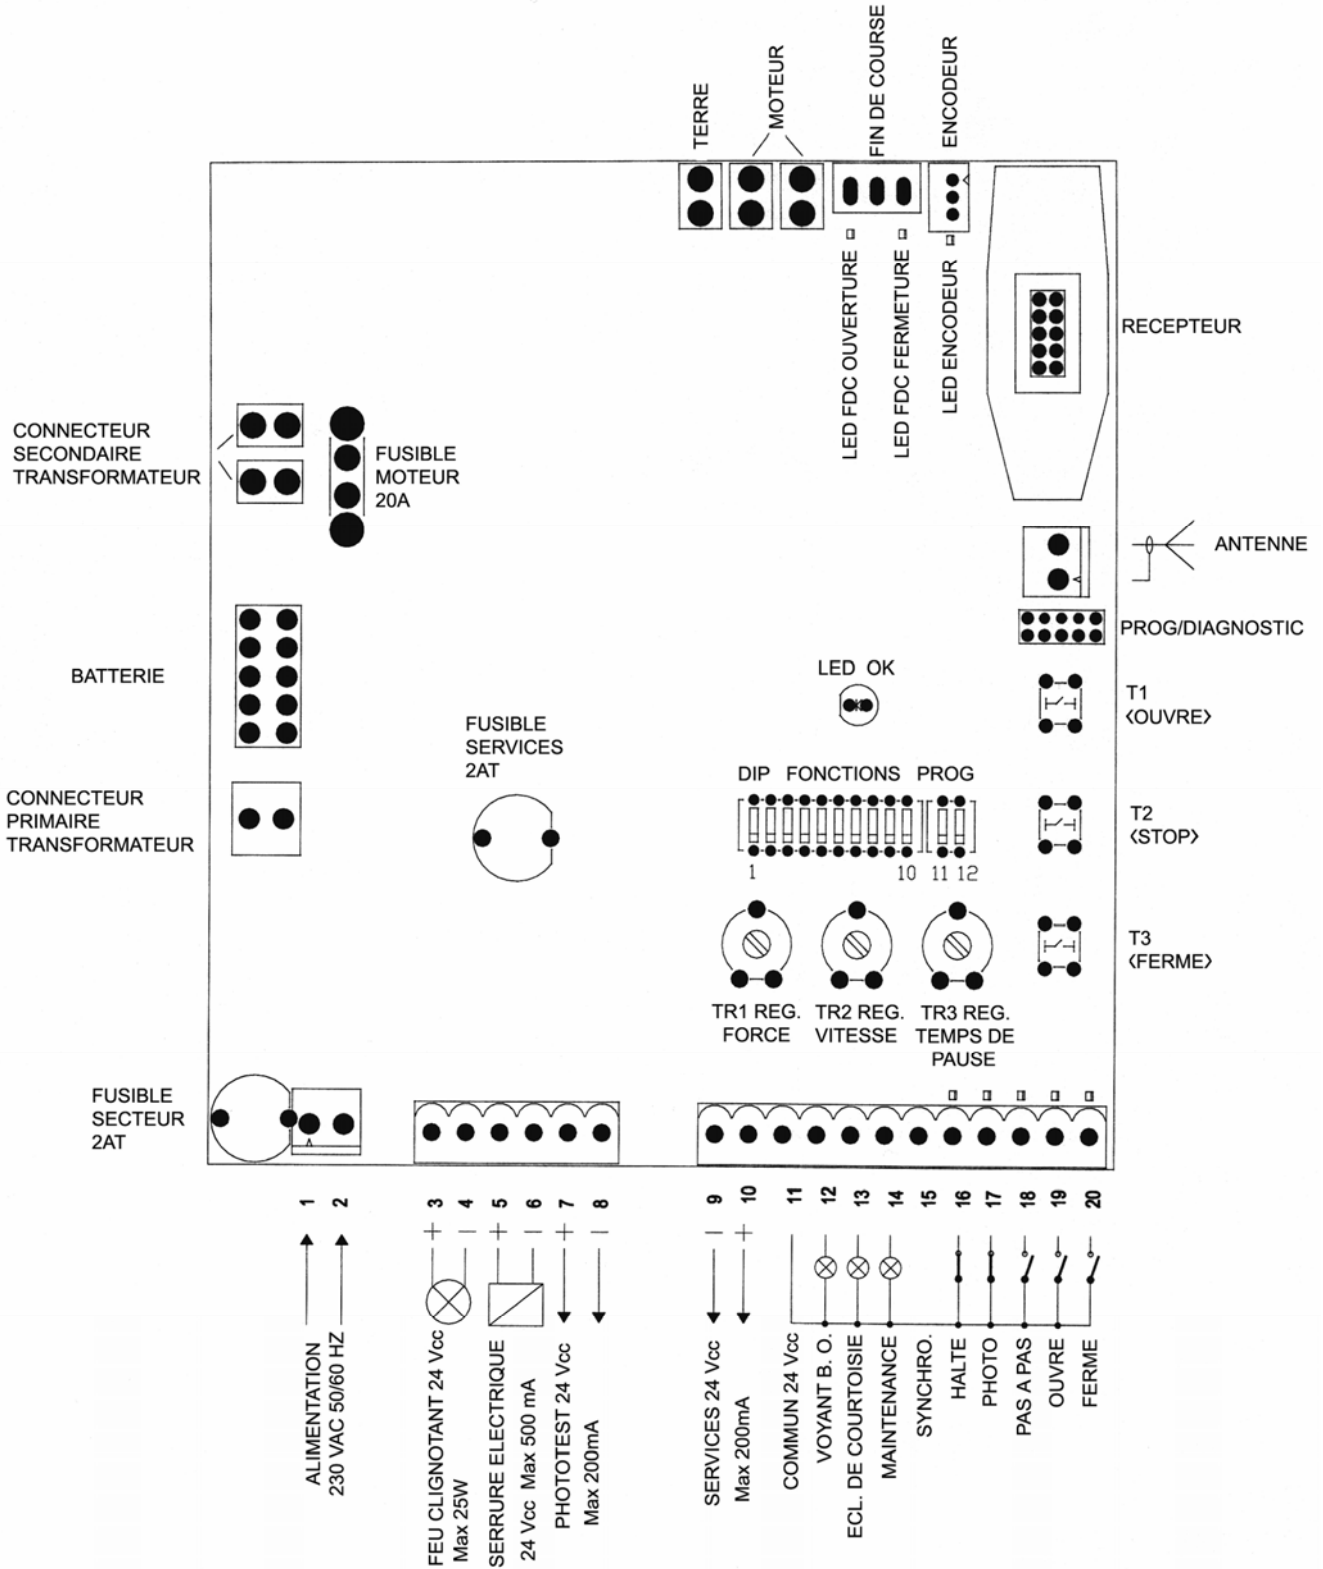 TERRE
MOTEUR
FIN DE COURSE
ENCODEUR
LED FDC OUVERTURE
LED FDC FERMETURE
LED ENCODEUR
RECEPTEUR
CONNECTEUR
SECONDAIRE
TRANSFORMATEUR
FUSIBLE
MOTEUR
20A
ANTENNE
PROG/DIAGNOSTIC
BATTERIE
LED OK
T1
<OUVRE>
FUSIBLE
SERVICES
2AT
DIP FONCTIONS PROG
1 10 11 12
CONNECTEUR
PRIMAIRE
TRANSFORMATEUR
T2
<STOP>
T3
<FERME>
TR1 REG.
FORCE
TR2 REG.
VITESSE
TR3 REG.
TEMPS DE
PAUSE
FUSIBLE
SECTEUR
2AT
1 2 3 4 5 6 7 8 9 10 11 12 13 14 15 16 17 18 19 20
+ - + - + - - +
ALIMENTATION
230 VAC 50/60 HZ
FEU CLIGNOTANT 24 Vcc
Max 25W
SERRURE ELECTRIQUE
24 Vcc Max 500 mA
PHOTOTEST 24 Vcc
Max 200mA
SERVICES 24 Vcc
Max 200mA
COMMUN 24 Vcc
VOYANT B. O.
ECL. DE COURTOISIE
MAINTENANCE
SYNCHRO.
HALTE
PHOTO
PAS A PAS
OUVRE
FERME